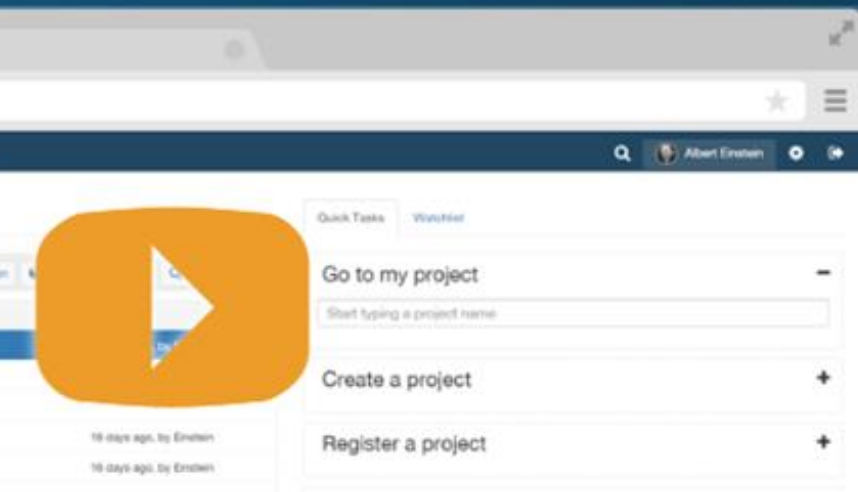 Albert Einstein
Quick Tasks Watchlist
Go to my project
Start typing a project name
Create a project
16 days ago, by Einstein
Register a project
16 days ago, by Einstein